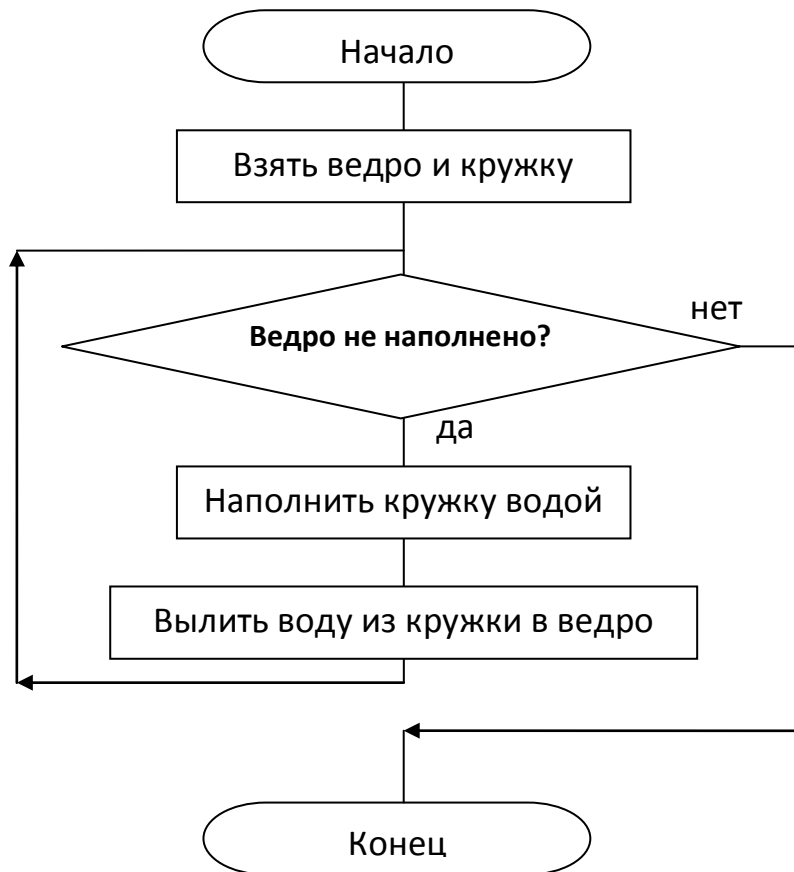 Начало
Взять ведро и кружку
Ведро не наполнено?
нет
да
Наполнить кружку водой
Вылить воду из кружки в ведро
Конец